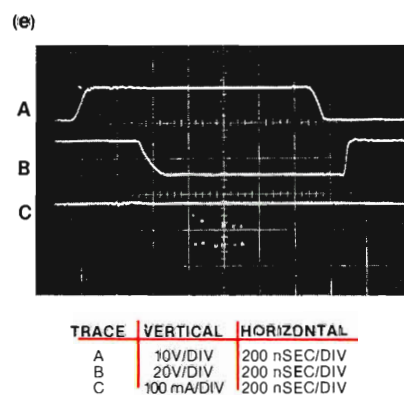 (e)
A
B
C
TRACE VERTICAL HORIZONTAL
A 10V/DIV 200 nSEC/DIV
B 20V/DIV 200 nSEC/DIV
C 100 mA/DIV 200 nSEC/DIV